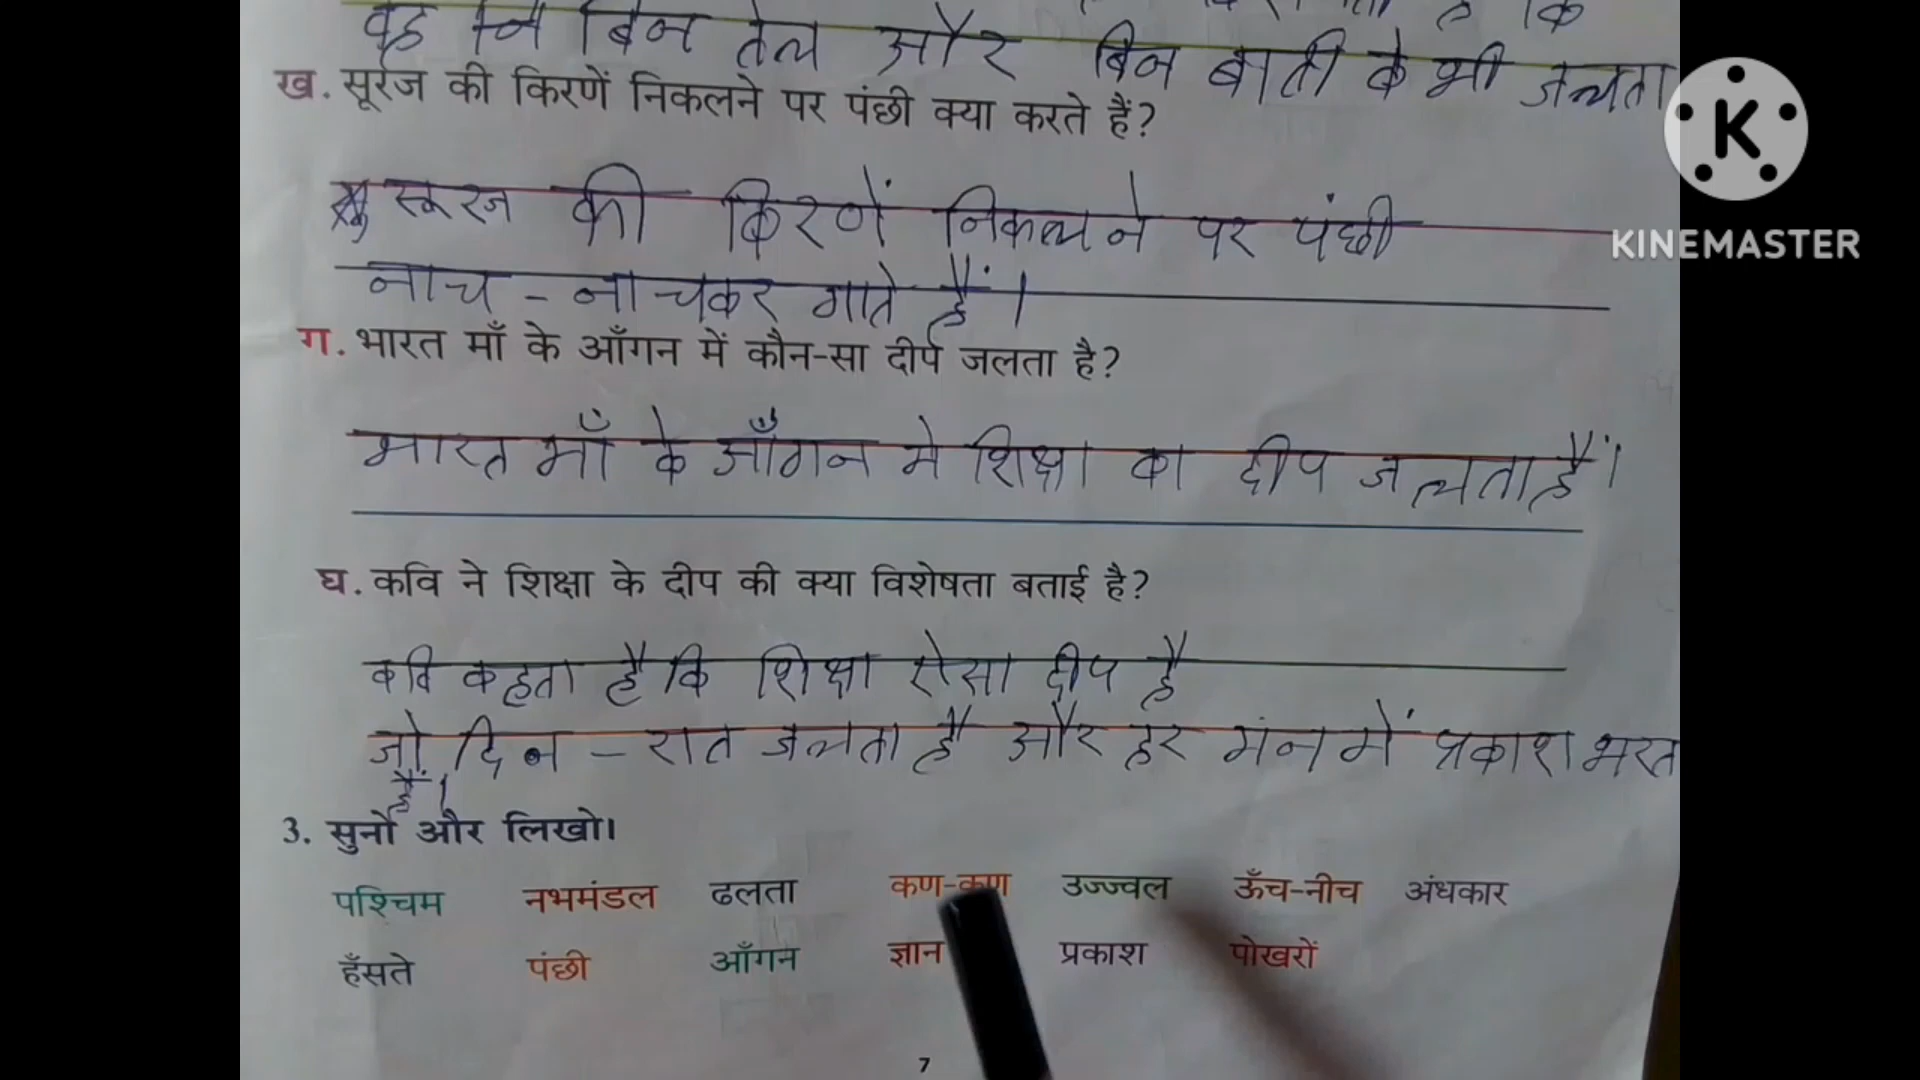 है कि
वह बिन तेल और बिन बाती के भी जलता
ख. सूरज की किरणें निकलने पर पंछी क्या करते हैं?
सूरज की किरणें निकलने पर पंछी
नाच - नाचकर गाते हैं।
ग. भारत माँ के आँगन में कौन-सा दीप जलता है?
भारत माँ के आँगन मे शिक्षा का दीप जलता हैं।
घ. कवि ने शिक्षा के दीप की क्या विशेषता बताई है?
कवि कहता है कि शिक्षा ऐसा दीप है
जो दिन - रात जलता है और हर मंन में प्रकाश भरत
हैं।
3. सुनो और लिखो।
पश्चिम नभमंडल ढलता कण-कण उज्ज्वल ऊँच-नीच अंधकार
हँसते पंछी आँगन ज्ञान प्रकाश पोखरों
7
K
KINEMASTER